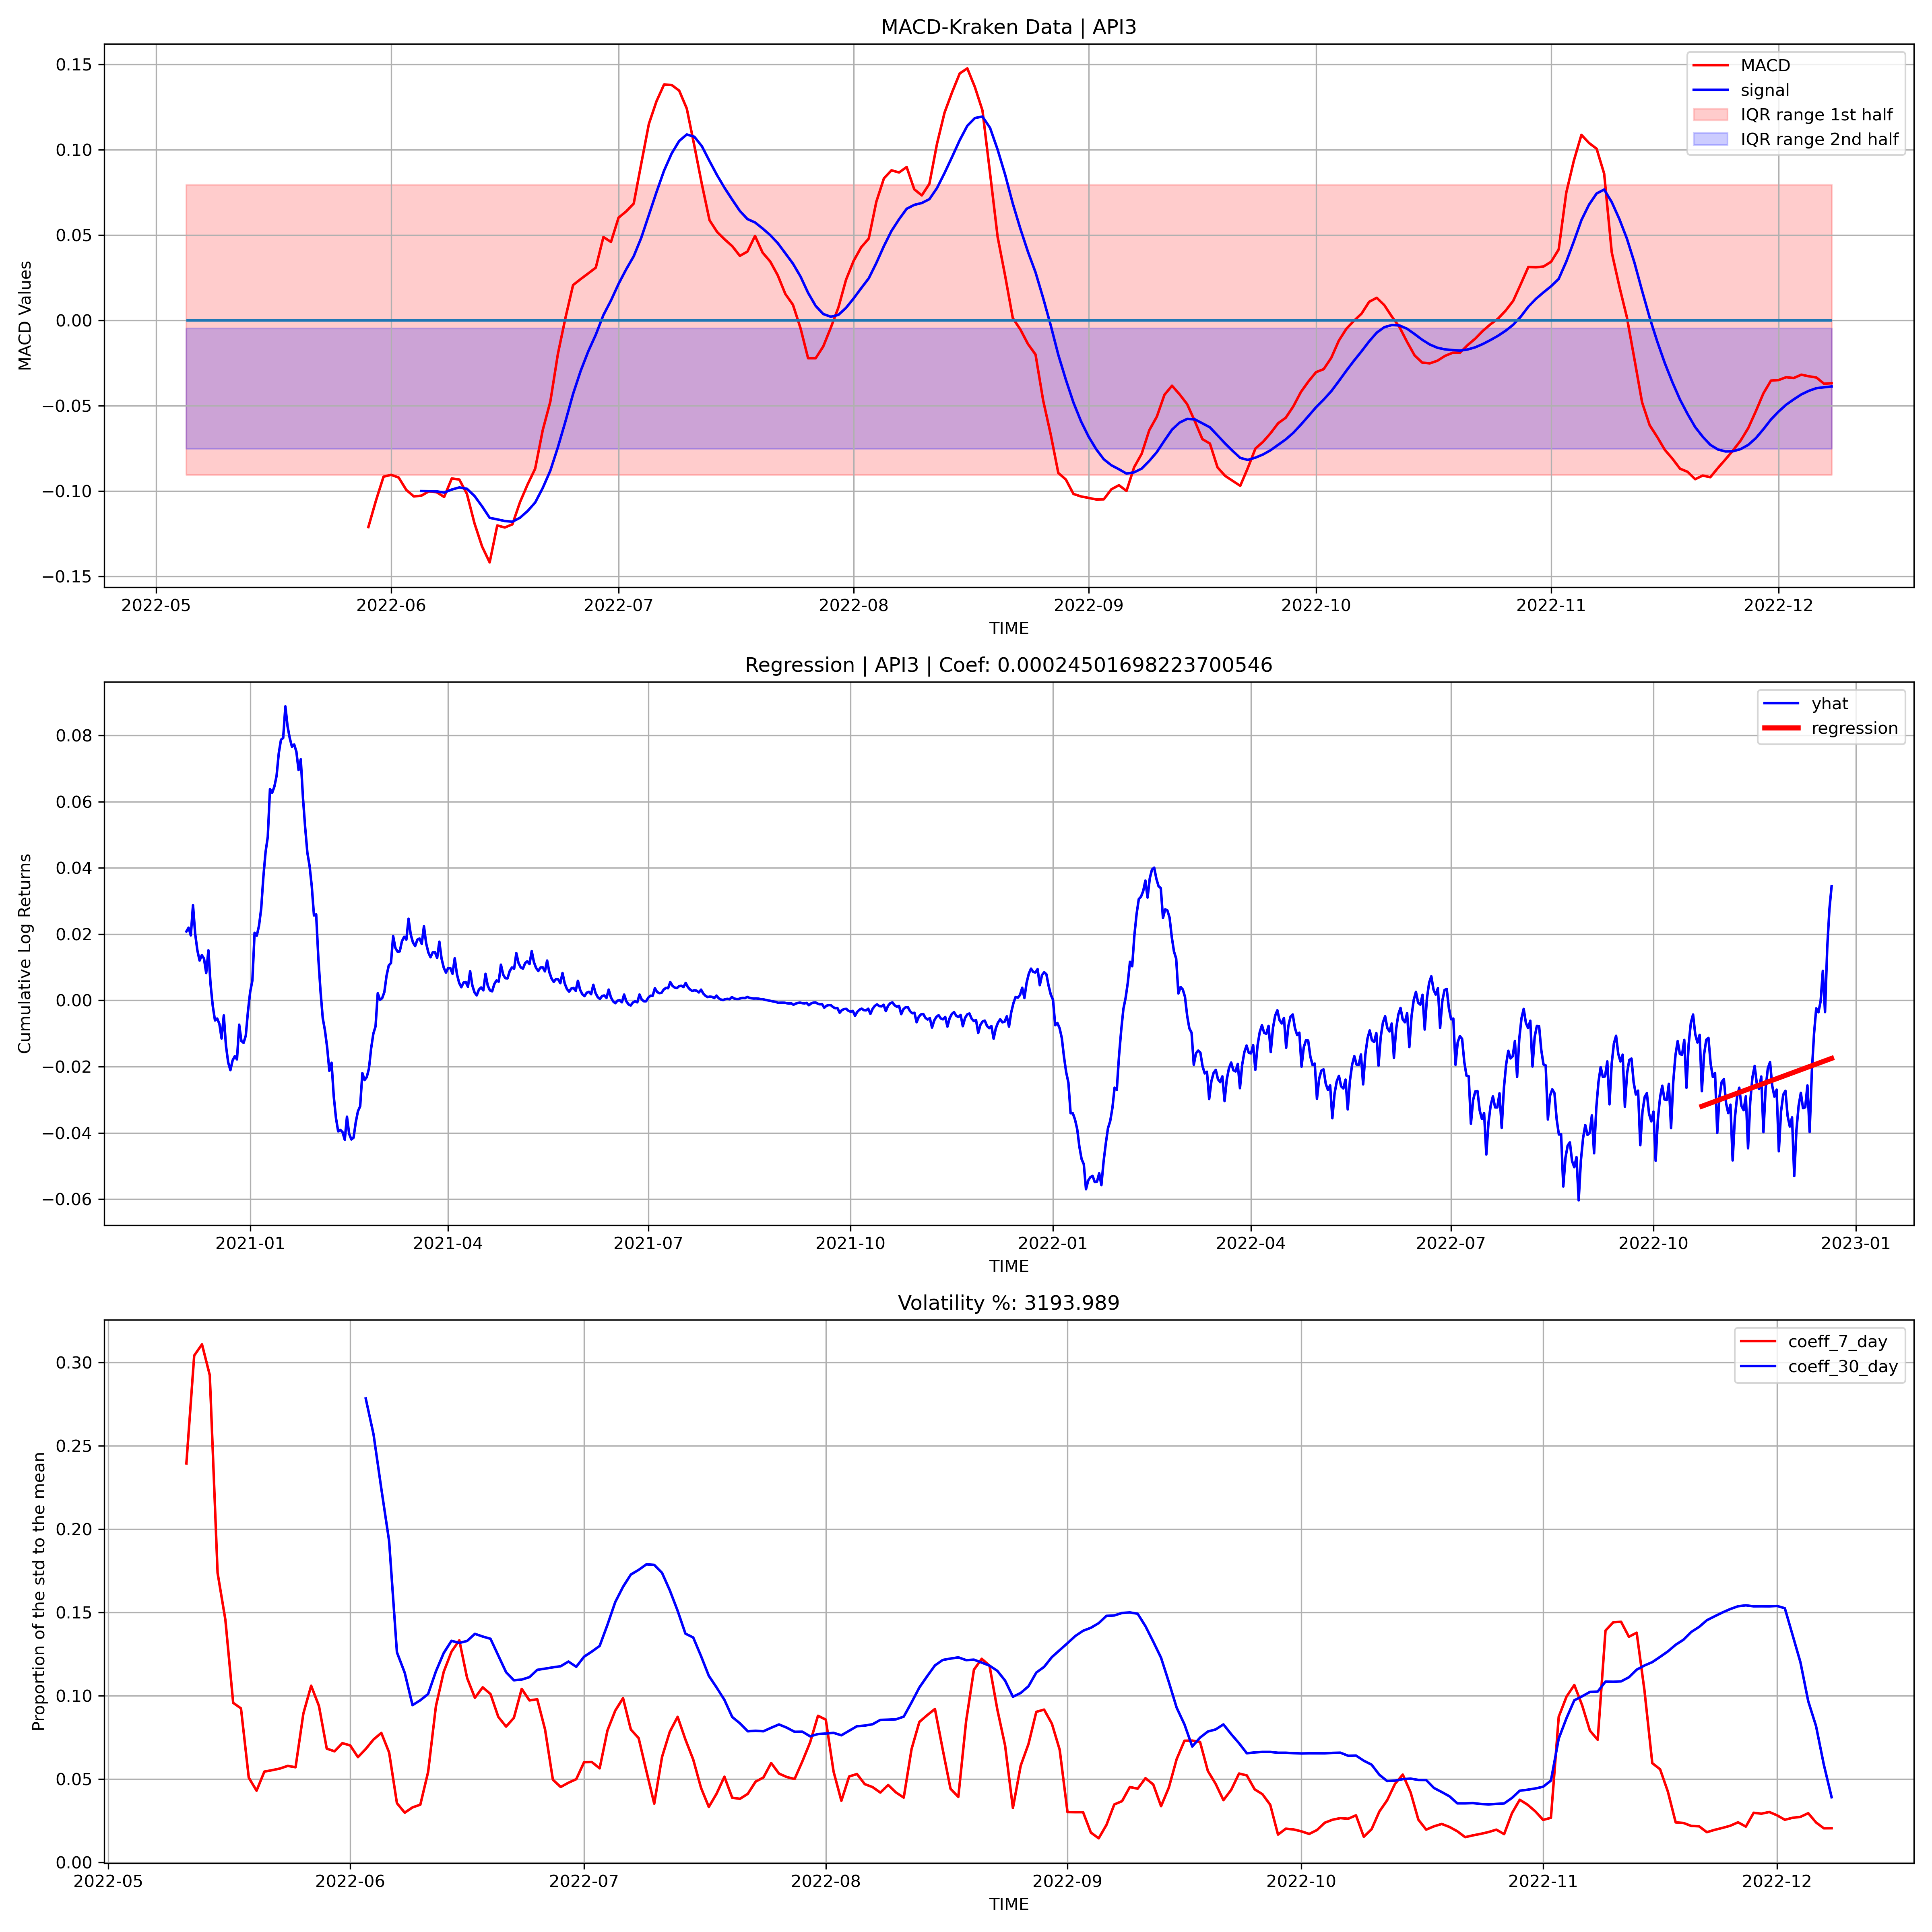 MACD-Kraken Data | API3
MACD Values
0.15
0.10
0.05
0.00
−0.05
−0.10
−0.15
MACD
signal
IQR range 1st half
IQR range 2nd half
2022-05 2022-06 2022-07 2022-08 2022-09 2022-10 2022-11 2022-12
TIME
Regression | API3 | Coef: 0.00024501698223700546
Cumulative Log Returns
0.08
0.06
0.04
0.02
0.00
−0.02
−0.04
−0.06
yhat
regression
2021-01 2021-04 2021-07 2021-10 2022-01 2022-04 2022-07 2022-10 2023-01
TIME
Volatility %: 3193.989
Proportion of the std to the mean
0.30
0.25
0.20
0.15
0.10
0.05
0.00
coeff_7_day
coeff_30_day
2022-05 2022-06 2022-07 2022-08 2022-09 2022-10 2022-11 2022-12
TIME